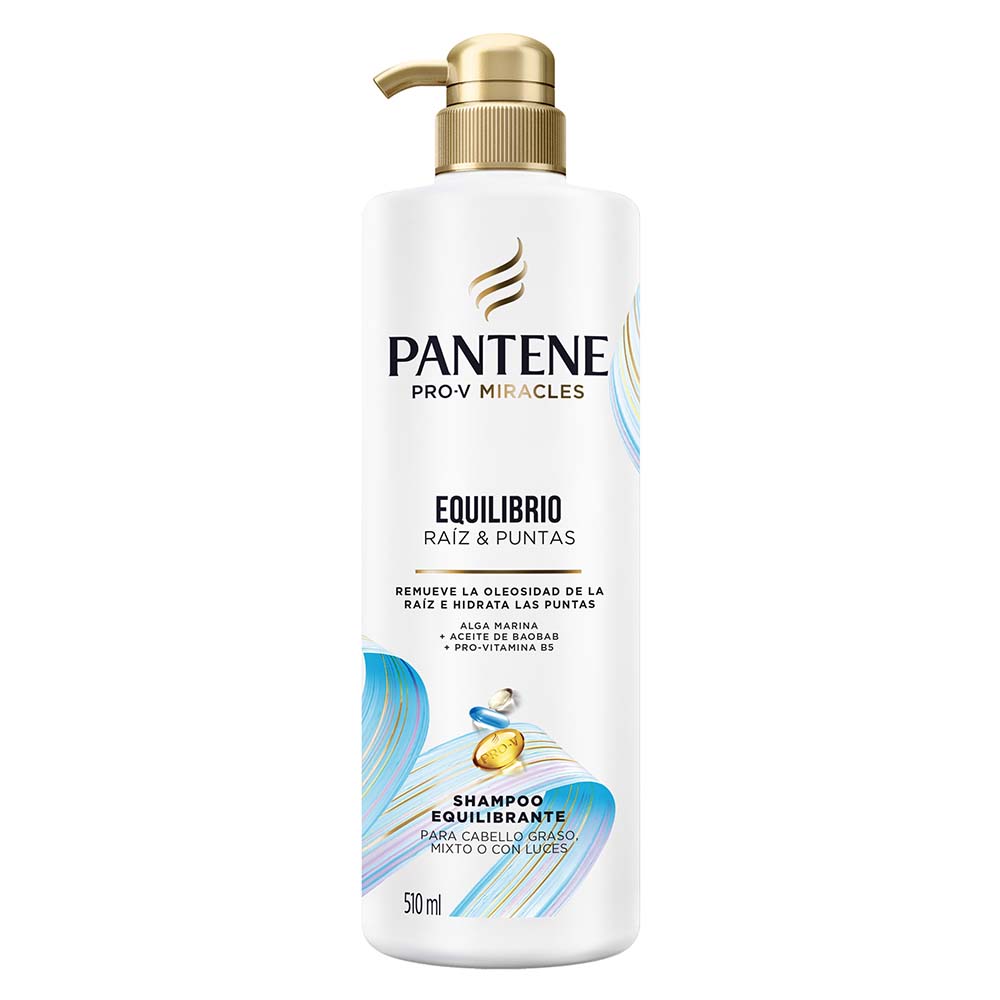 PANTENE
PRO-V MIRACLES
EQUILIBRIO
RAÍZ & PUNTAS
REMUEVE LA OLEOSIDAD DE LA
RAÍZ E HIDRATA LAS PUNTAS
ALGA MARINA
+ ACEITE DE BAOBAB
+ PRO-VITAMINA B5
PRO-V
SHAMPOO
EQUILIBRANTE
PARA CABELLO GRASO,
MIXTO O CON LUCES
510 ml